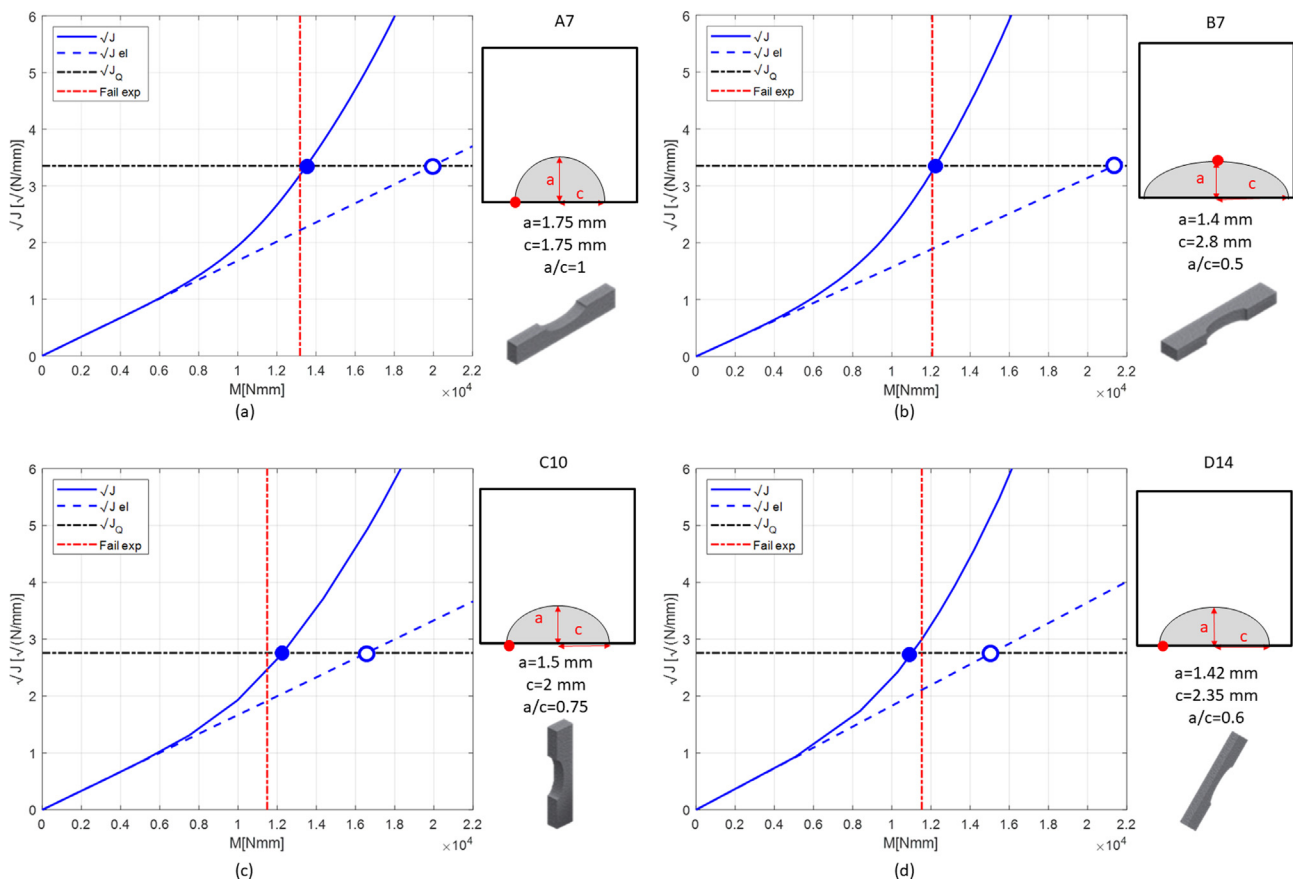 A7
√J
√J el
√J_Q
Fail exp
6
5
4
3
2
1
0
√J [√(N/mm)]
0 0.2 0.4 0.6 0.8 1 1.2 1.4 1.6 1.8 2 2.2
M[Nmm]
×10^4
a
c
a=1.75 mm
c=1.75 mm
a/c=1
(a)
B7
√J
√J el
√J_Q
Fail exp
6
5
4
3
2
1
0
√J [√(N/mm)]
0 0.2 0.4 0.6 0.8 1 1.2 1.4 1.6 1.8 2 2.2
M[Nmm]
×10^4
a
c
a=1.4 mm
c=2.8 mm
a/c=0.5
(b)
C10
√J
√J el
√J_Q
Fail exp
6
5
4
3
2
1
0
√J [√(N/mm)]
0 0.2 0.4 0.6 0.8 1 1.2 1.4 1.6 1.8 2 2.2
M[Nmm]
×10^4
a
c
a=1.5 mm
c=2 mm
a/c=0.75
(c)
D14
√J
√J el
√J_Q
Fail exp
6
5
4
3
2
1
0
√J [√(N/mm)]
0 0.2 0.4 0.6 0.8 1 1.2 1.4 1.6 1.8 2 2.2
M[Nmm]
×10^4
a
c
a=1.42 mm
c=2.35 mm
a/c=0.6
(d)